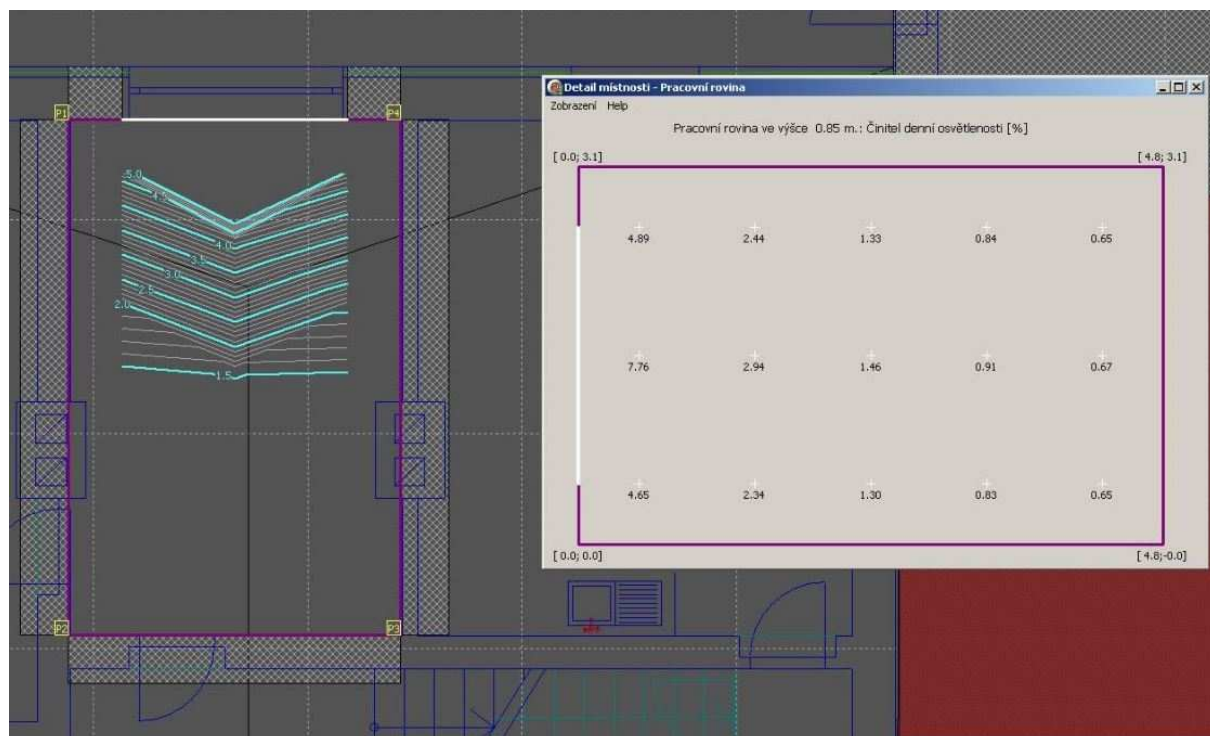 P1
P4
5.0
4.5
4.0
3.5
3.0
2.5
2.0
1.5
P2
P3
Detail místnosti - Pracovní rovina
Zobrazení Help
Pracovní rovina ve výšce 0.85 m.: Činitel denní osvětlenosti [%]
[ 0.0; 3.1] [ 4.8; 3.1]
4.89 2.44 1.33 0.84 0.65
7.76 2.94 1.46 0.91 0.67
4.65 2.34 1.30 0.83 0.65
[ 0.0; 0.0] [ 4.8;-0.0]